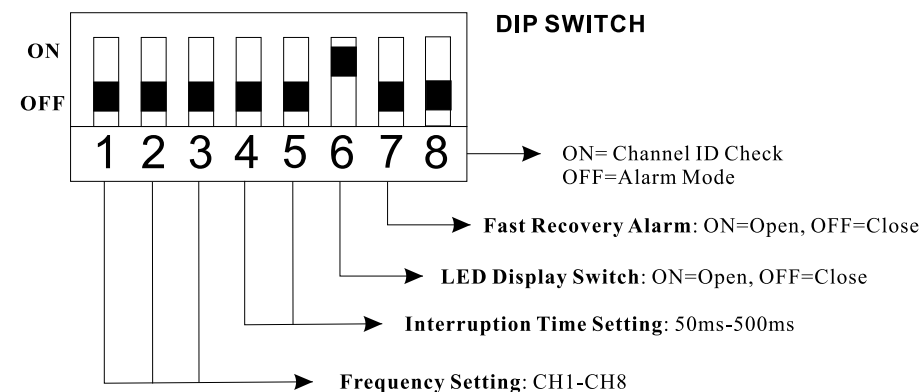 DIP SWITCH
ON
OFF
1 2 3 4 5 6 7 8
ON= Channel ID Check
OFF=Alarm Mode
Fast Recovery Alarm: ON=Open, OFF=Close
LED Display Switch: ON=Open, OFF=Close
Interruption Time Setting: 50ms-500ms
Frequency Setting: CH1-CH8